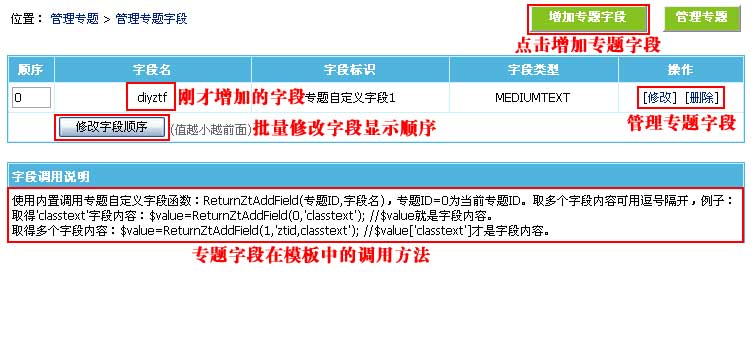 位置： 管理专题 > 管理专题字段
增加专题字段 管理专题
点击增加专题字段
顺序 字段名 字段标识 字段类型 操作
0 diyztf 刚才增加的字段 专题自定义字段1 MEDIUMTEXT [修改] [删除]
修改字段顺序 (值越小越前面) 批量修改字段显示顺序 管理专题字段
字段调用说明
使用内置调用专题自定义字段函数：ReturnZtAddField(专题ID,字段名)，专题ID=0为当前专题ID。取多个字段内容可用逗号隔开，例子：
取得'classtext'字段内容：$value=ReturnZtAddField(0,'classtext'); //$value就是字段内容。
取得多个字段内容：$value=ReturnZtAddField(1,'ztid,classtext'); //$value['classtext']才是字段内容。
专题字段在模板中的调用方法